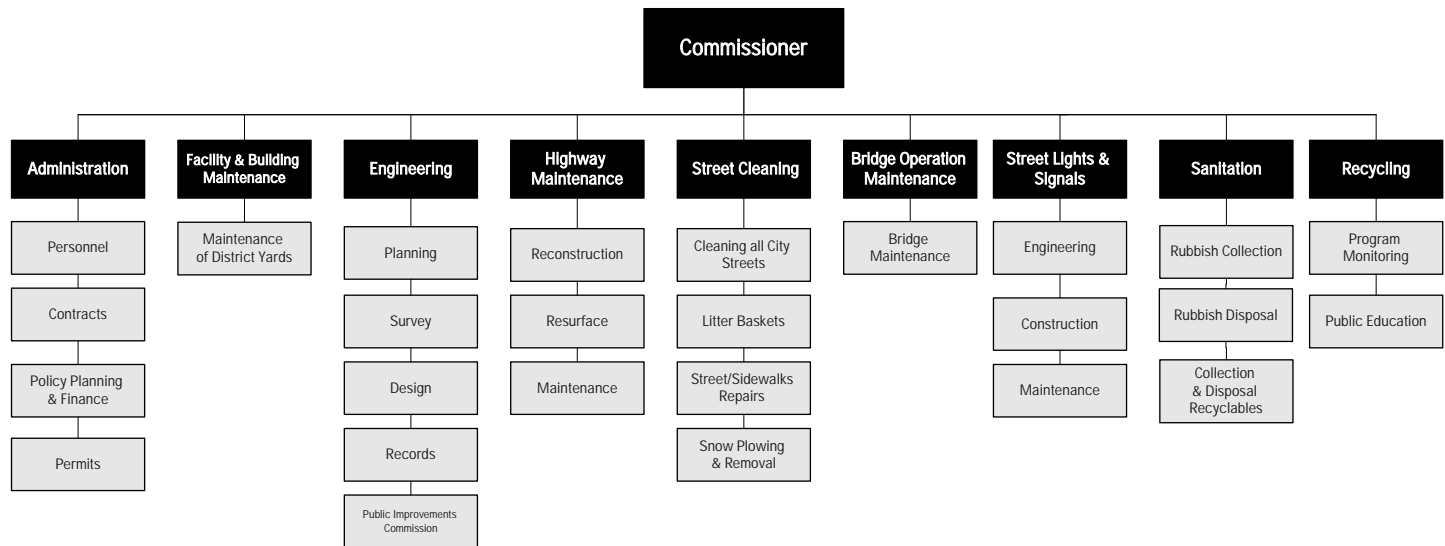 Commissioner
Administration
Personnel
Contracts
Policy Planning
& Finance
Permits
Facility & Building
Maintenance
Maintenance
of District Yards
Engineering
Planning
Survey
Design
Records
Public Improvements
Commission
Highway
Maintenance
Reconstruction
Resurface
Maintenance
Street Cleaning
Cleaning all City
Streets
Litter Baskets
Street/Sidewalks
Repairs
Snow Plowing
& Removal
Bridge Operation
Maintenance
Bridge
Maintenance
Street Lights &
Signals
Engineering
Construction
Maintenance
Sanitation
Rubbish Collection
Rubbish Disposal
Collection
& Disposal
Recyclables
Recycling
Program
Monitoring
Public Education